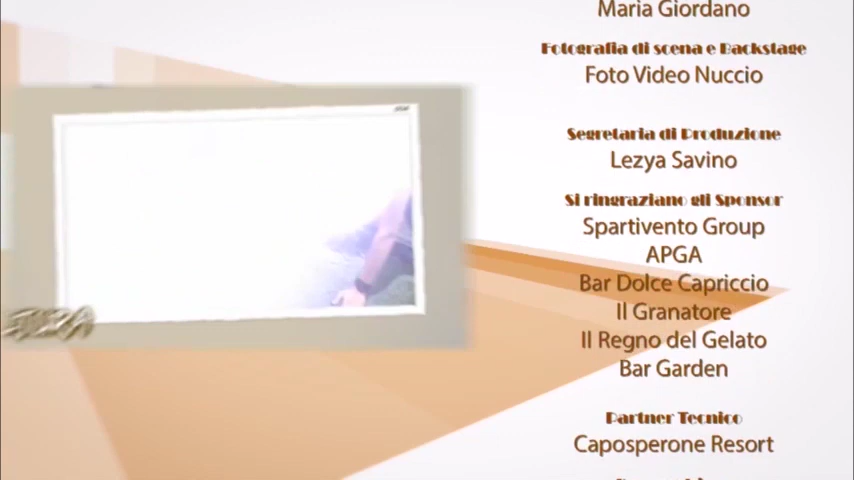 Maria Giordano
Fotografia di scena e Backstage
Foto Video Nuccio
Segretaria di Produzione
Lezya Savino
Si ringraziano gli Sponsor
Spartivento Group
APGA
Bar Dolce Capriccio
Il Granatore
Il Regno del Gelato
Bar Garden
Partner Tecnico
Caposperone Resort